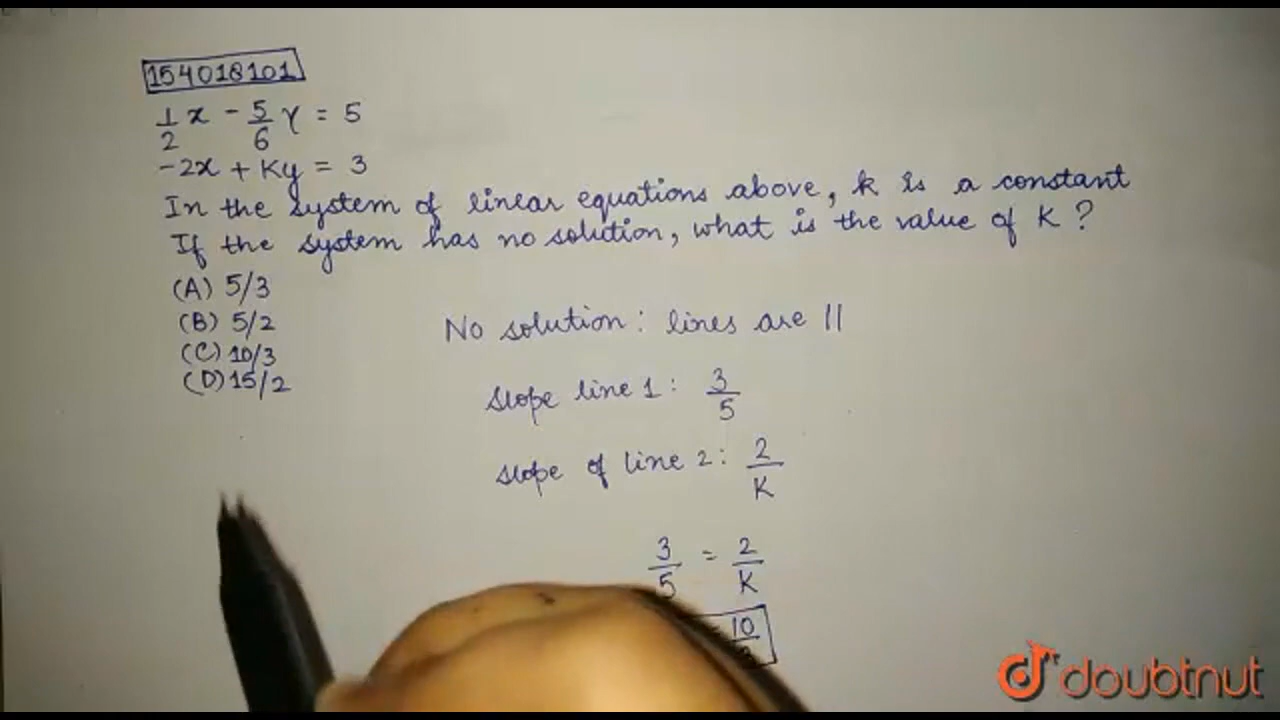 154018101
1/2 x - 5/6 y = 5
-2x + Ky = 3
In the system of linear equations above, k is a constant
If the system has no solution, what is the value of K ?
(A) 5/3
(B) 5/2
(C) 10/3
(D) 15/2
No solution : lines are ||
slope line 1 : 3/5
slope of line 2 : 2/K
3/5 = 2/K
10
doubtnut